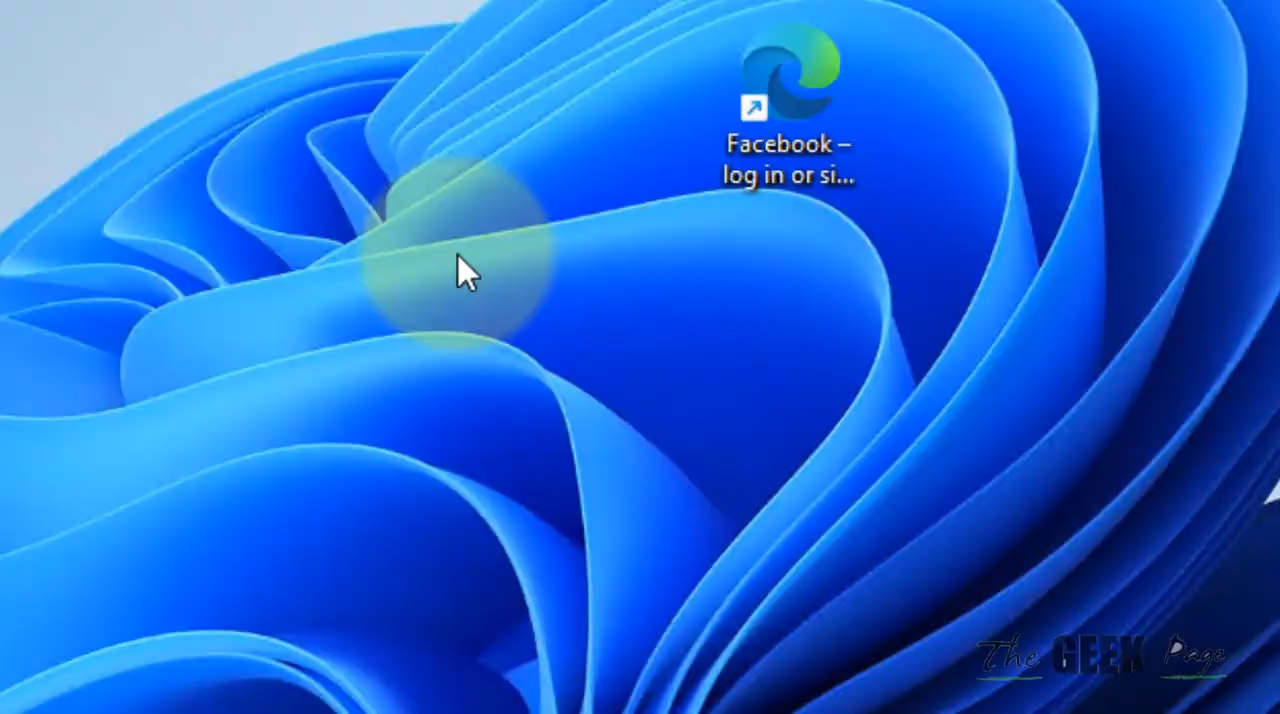 Facebook –
log in or si...
The GEEK Page